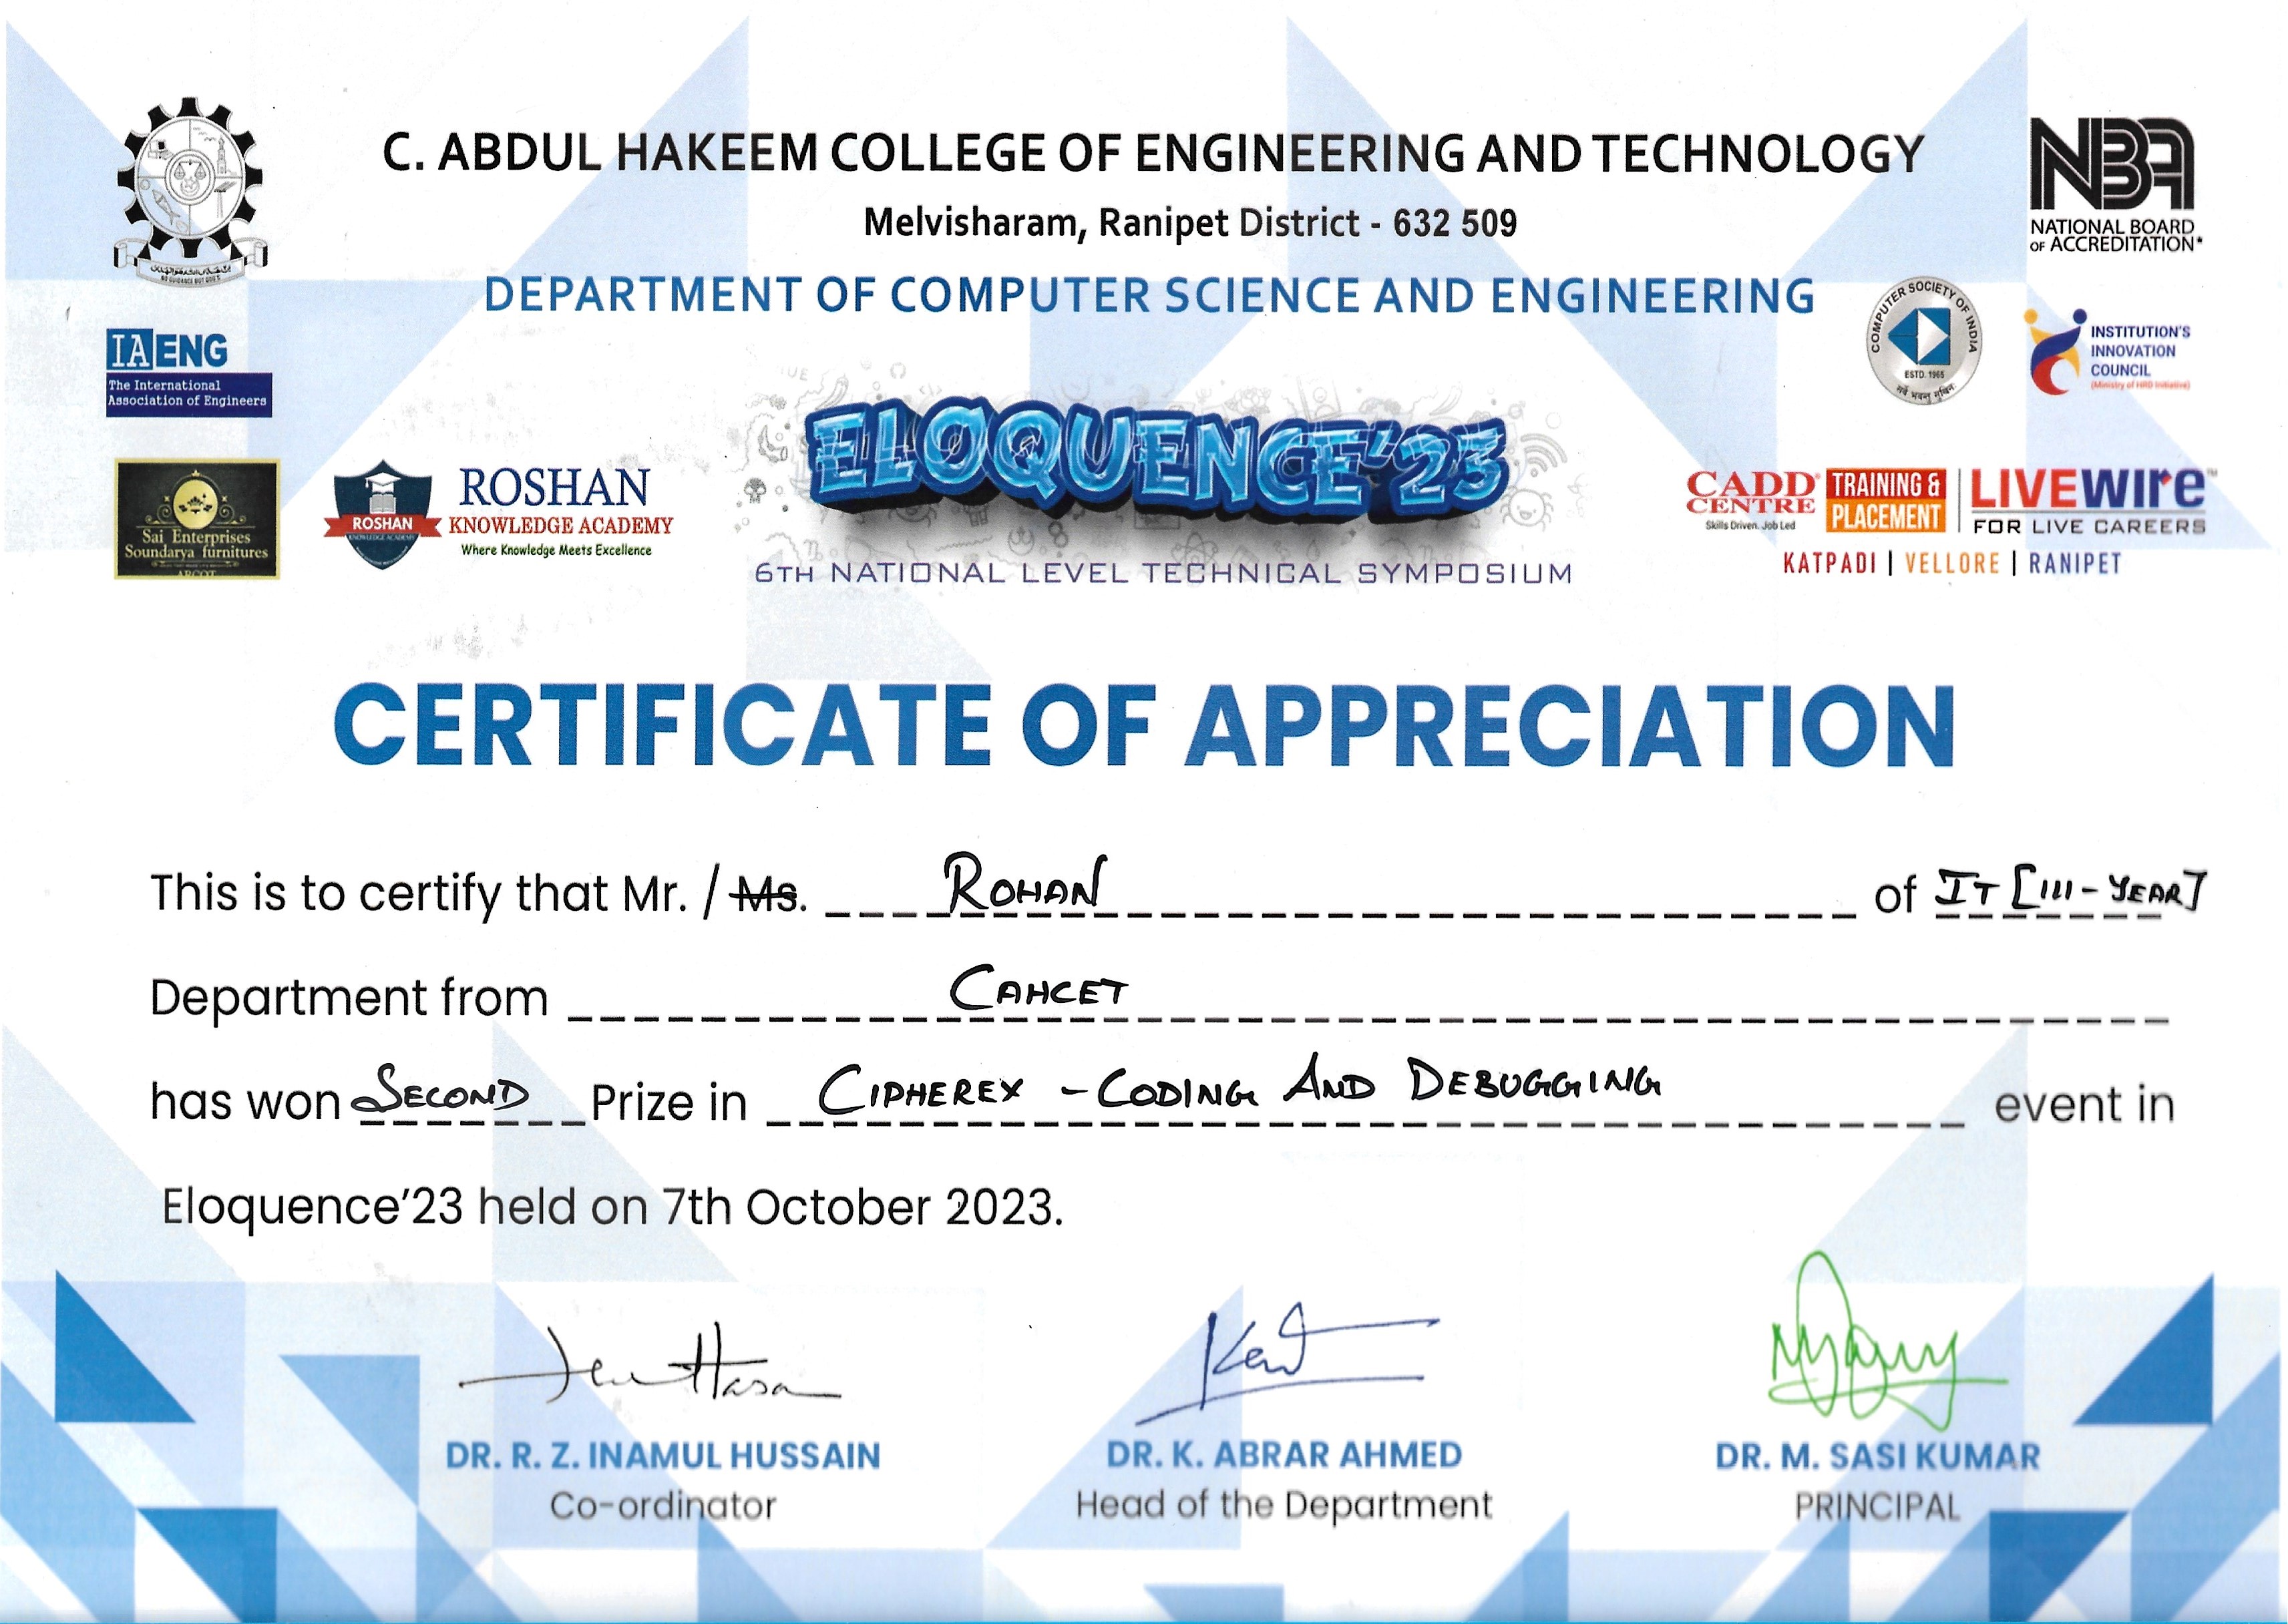 C. ABDUL HAKEEM COLLEGE OF ENGINEERING AND TECHNOLOGY
Melvisharam, Ranipet District - 632 509
DEPARTMENT OF COMPUTER SCIENCE AND ENGINEERING
NBA
NATIONAL BOARD
OF ACCREDITATION
IAENG
The International
Association of Engineers
COMPUTER SOCIETY OF INDIA
ESTD. 1965
INSTITUTION'S
INNOVATION
COUNCIL
(Ministry of HRD Initiative)
Sai Enterprises
Soundarya furnitures
ARCOT
ROSHAN
ROSHAN
KNOWLEDGE ACADEMY
Where Knowledge Meets Excellence
ELOQUENCE'23
6TH NATIONAL LEVEL TECHNICAL SYMPOSIUM
CADD
CENTRE
Skills Driven. Job Led
TRAINING &
PLACEMENT
LIVEWIRE™
FOR LIVE CAREERS
KATPADI | VELLORE | RANIPET
CERTIFICATE OF APPRECIATION
This is to certify that Mr. / Ms. ROHAN of IT [III-YEAR]
Department from CAHCET
has won SECOND Prize in CIPHEREX - CODING AND DEBUGGING event in
Eloquence'23 held on 7th October 2023.
DR. R. Z. INAMUL HUSSAIN
Co-ordinator
DR. K. ABRAR AHMED
Head of the Department
DR. M. SASI KUMAR
PRINCIPAL